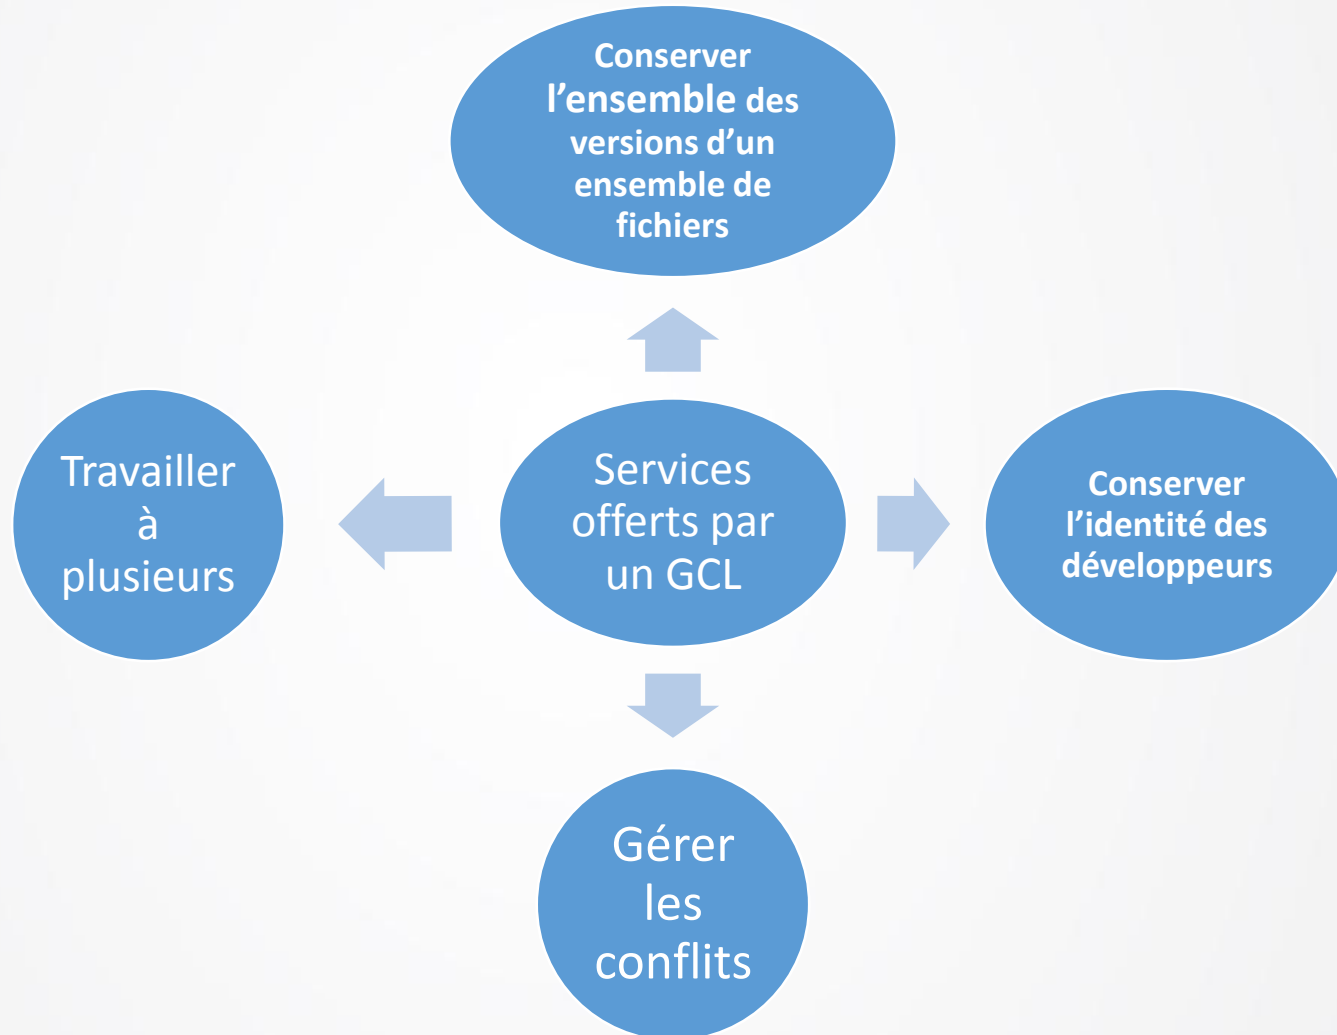 Conserver
l’ensemble des
versions d’un
ensemble de
fichiers
Travailler
à
plusieurs
Services
offerts par
un GCL
Conserver
l’identité des
développeurs
Gérer
les
conflits